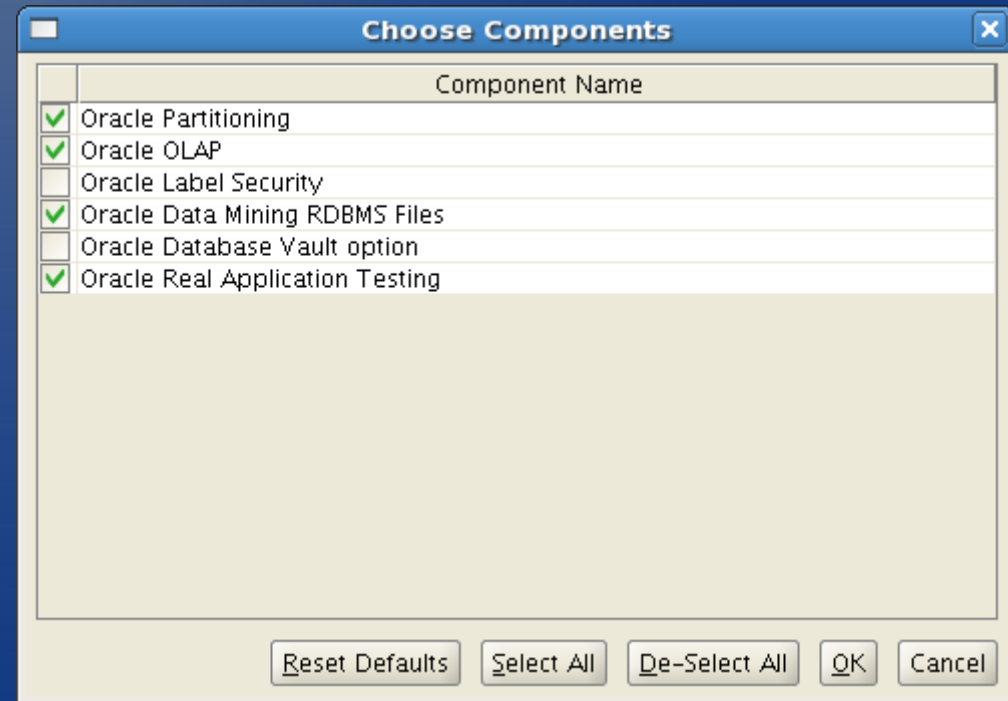 Choose Components
Component Name
Oracle Partitioning
Oracle OLAP
Oracle Label Security
Oracle Data Mining RDBMS Files
Oracle Database Vault option
Oracle Real Application Testing
Reset Defaults Select All De-Select All OK Cancel